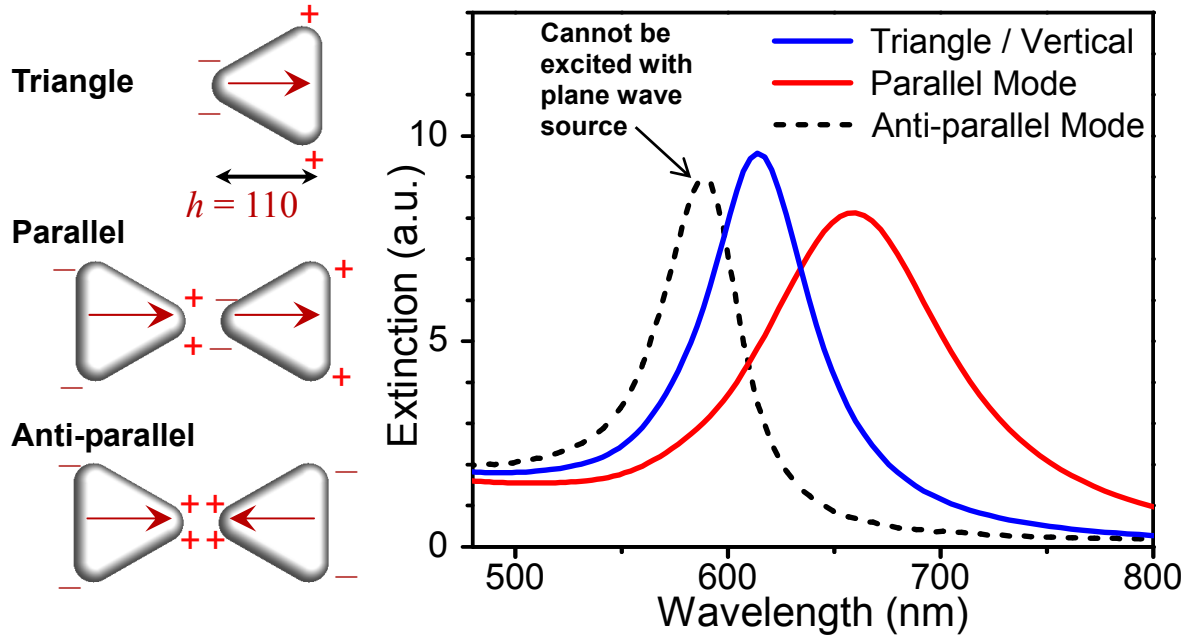 Triangle
h = 110
Parallel
Anti-parallel
Cannot be
excited with
plane wave
source
Triangle / Vertical
Parallel Mode
Anti-parallel Mode
Extinction (a.u.)
10
5
0
500 600 700 800
Wavelength (nm)